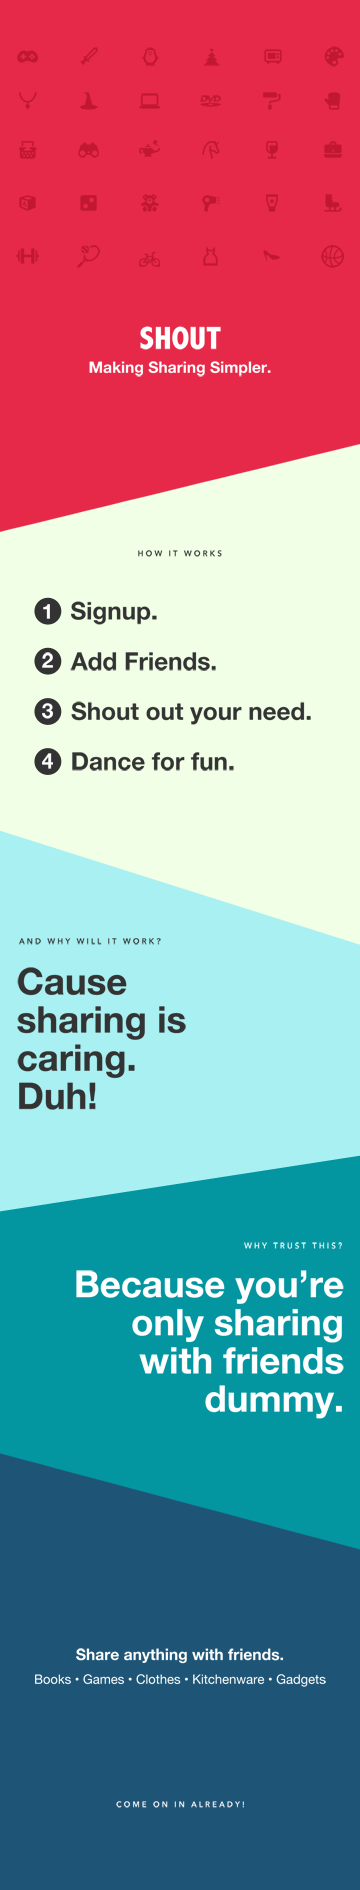 DVD
SHOUT
Making Sharing Simpler.
HOW IT WORKS
1 Signup.
2 Add Friends.
3 Shout out your need.
4 Dance for fun.
AND WHY WILL IT WORK?
Cause
sharing is
caring.
Duh!
WHY TRUST THIS?
Because you’re
only sharing
with friends
dummy.
Share anything with friends.
Books • Games • Clothes • Kitchenware • Gadgets
COME ON IN ALREADY!